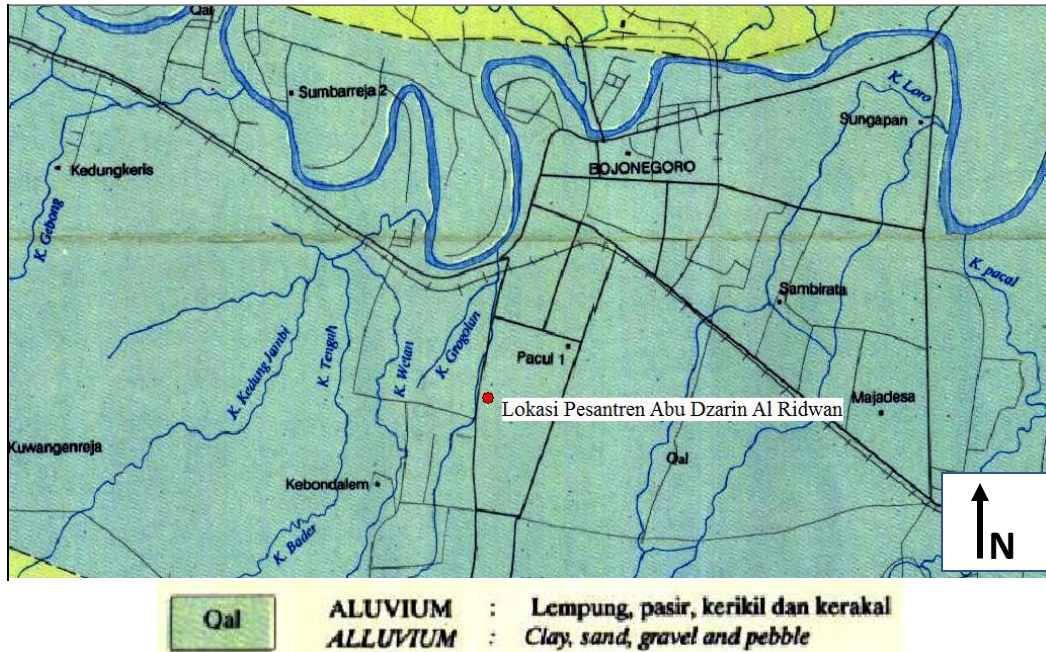 Qal
Sumbarreja 2
K. Loro
Sungapan
Kedungkeris
BOJONEGORO
K. Gebong
K. pacal
Sambirata
K. Kedung Jambi
K. Tengah
K. Wetan
K. Grogolan
Pacul 1
Majadesa
Lokasi Pesantren Abu Dzarin Al Ridwan
Kuwangenreja
Qal
Kebondalem
K. Bader
N
Qal
ALUVIUM : Lempung, pasir, kerikil dan kerakal
ALLUVIUM : Clay, sand, gravel and pebble